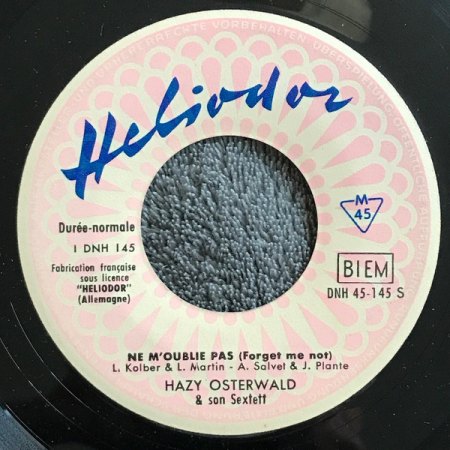 Heliodor
Durée-normale
1 DNH 145
Fabrication française
sous licence
"HELIODOR"
(Allemagne)
M
45
BIEM
DNH 45-145 S
NE M'OUBLIE PAS (Forget me not)
L. Kolber & L. Martin - A. Salvet & J. Plante
HAZY OSTERWALD
& son Sextett